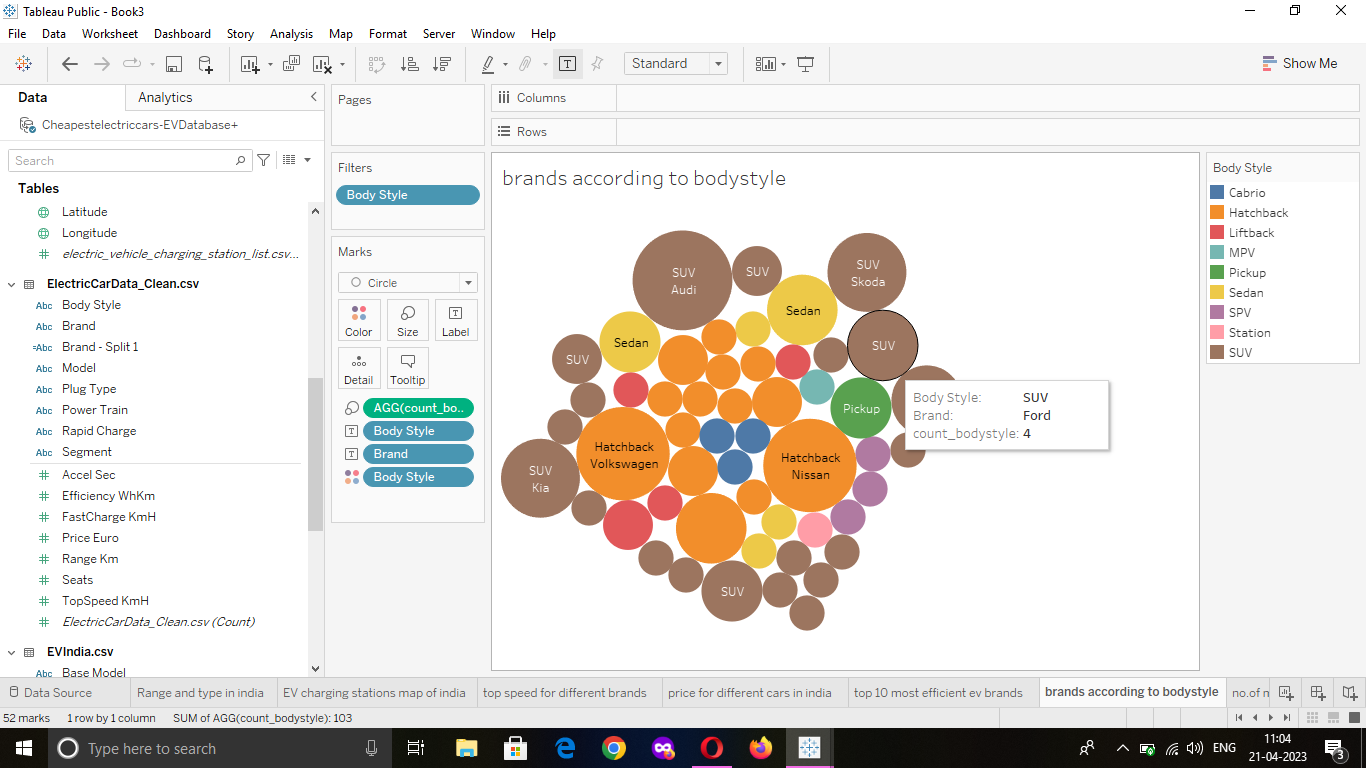 Tableau Public - Book3
File Data Worksheet Dashboard Story Analysis Map Format Server Window Help
Standard
Show Me
Data Analytics
Cheapestelectriccars-EVDatabase+
Search
Tables
Latitude
Longitude
electric_vehicle_charging_station_list.csv...
ElectricCarData_Clean.csv
Abc Body Style
Abc Brand
=Abc Brand - Split 1
Abc Model
Abc Plug Type
Abc Power Train
Abc Rapid Charge
Abc Segment
# Accel Sec
# Efficiency WhKm
# FastCharge KmH
# Price Euro
# Range Km
# Seats
# TopSpeed KmH
# ElectricCarData_Clean.csv (Count)
EVIndia.csv
Abc Base Model
Pages
Filters
Body Style
Marks
Circle
Color Size Label
Detail Tooltip
AGG(count_bo..
Body Style
Brand
Body Style
Columns
Rows
brands according to bodystyle
SUV
Audi
SUV
SUV
Skoda
Sedan
Sedan
SUV
SUV
Pickup
Hatchback
Volkswagen
Hatchback
Nissan
SUV
Kia
SUV
Body Style: SUV
Brand: Ford
count_bodystyle: 4
Body Style
Cabrio
Hatchback
Liftback
MPV
Pickup
Sedan
SPV
Station
SUV
Data Source Range and type in india EV charging stations map of india top speed for different brands price for different cars in india top 10 most efficient ev brands brands according to bodystyle no.of m
52 marks 1 row by 1 column SUM of AGG(count_bodystyle): 103
Type here to search
ENG
11:04
21-04-2023
3